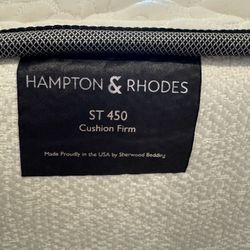 HAMPTON & RHODES
ST 450
Cushion Firm
Made Proudly in the USA by Sherwood Bedding